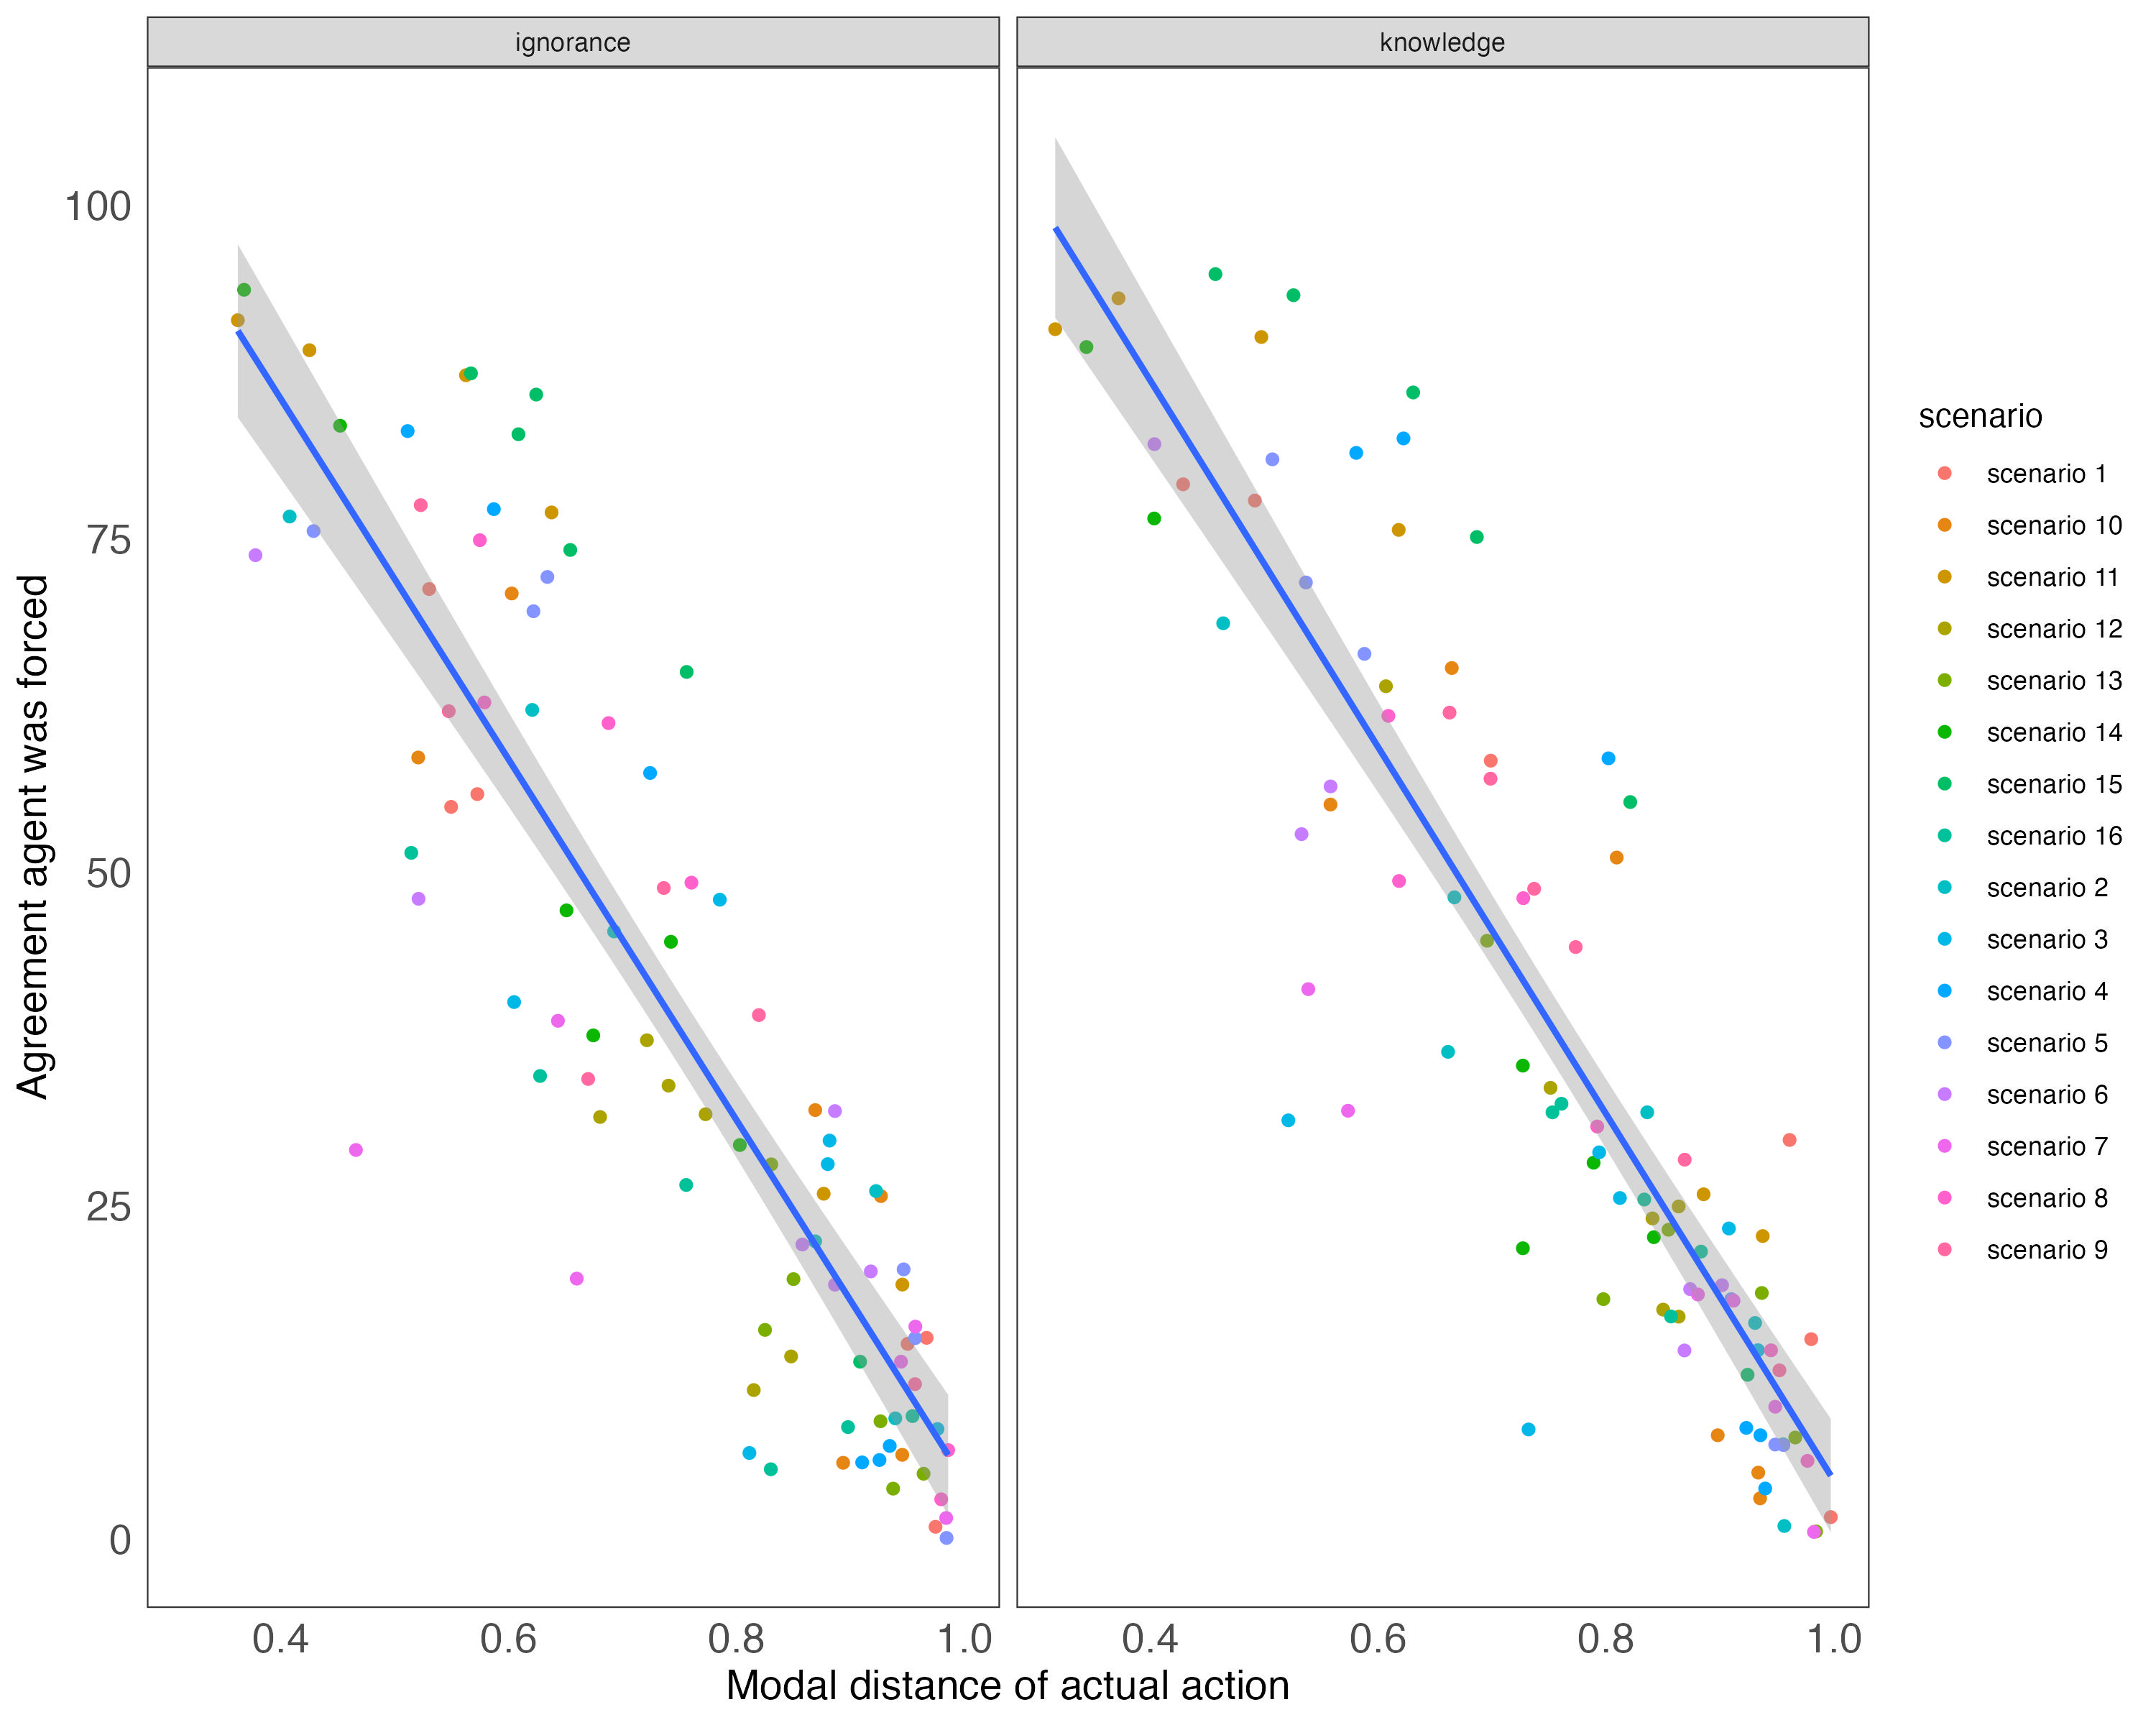 ignorance
knowledge
Agreement agent was forced
100
75
50
25
0
0.4
0.6
0.8
1.0
0.4
0.6
0.8
1.0
Modal distance of actual action
scenario
scenario 1
scenario 10
scenario 11
scenario 12
scenario 13
scenario 14
scenario 15
scenario 16
scenario 2
scenario 3
scenario 4
scenario 5
scenario 6
scenario 7
scenario 8
scenario 9